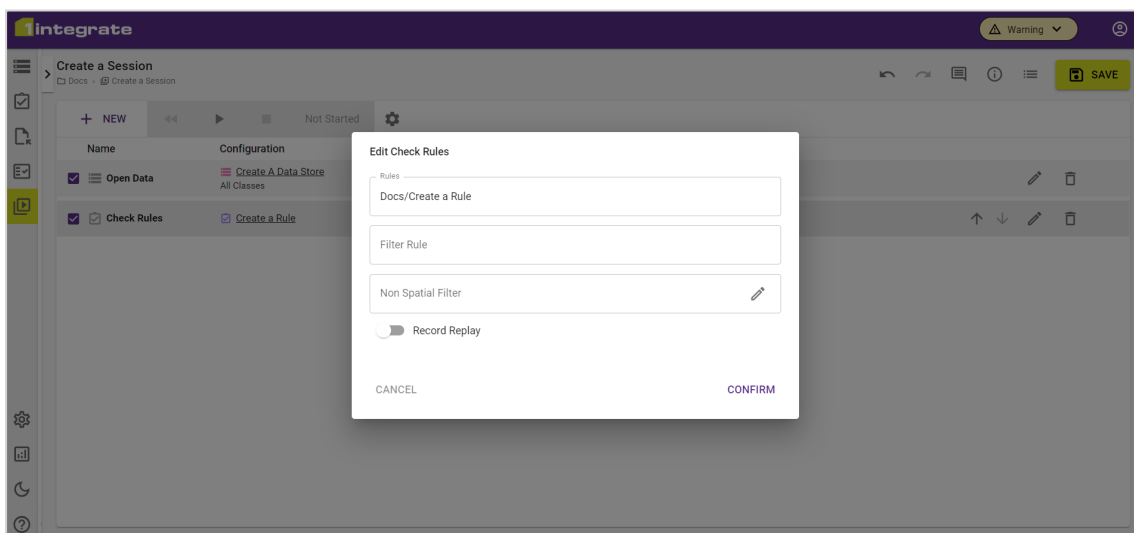 1integrate
Warning
Create a Session
Docs › Create a Session
SAVE
+ NEW
Not Started
Name
Configuration
Open Data
Create A Data Store
All Classes
Check Rules
Create a Rule
Edit Check Rules
Rules
Docs/Create a Rule
Filter Rule
Non Spatial Filter
Record Replay
CANCEL
CONFIRM